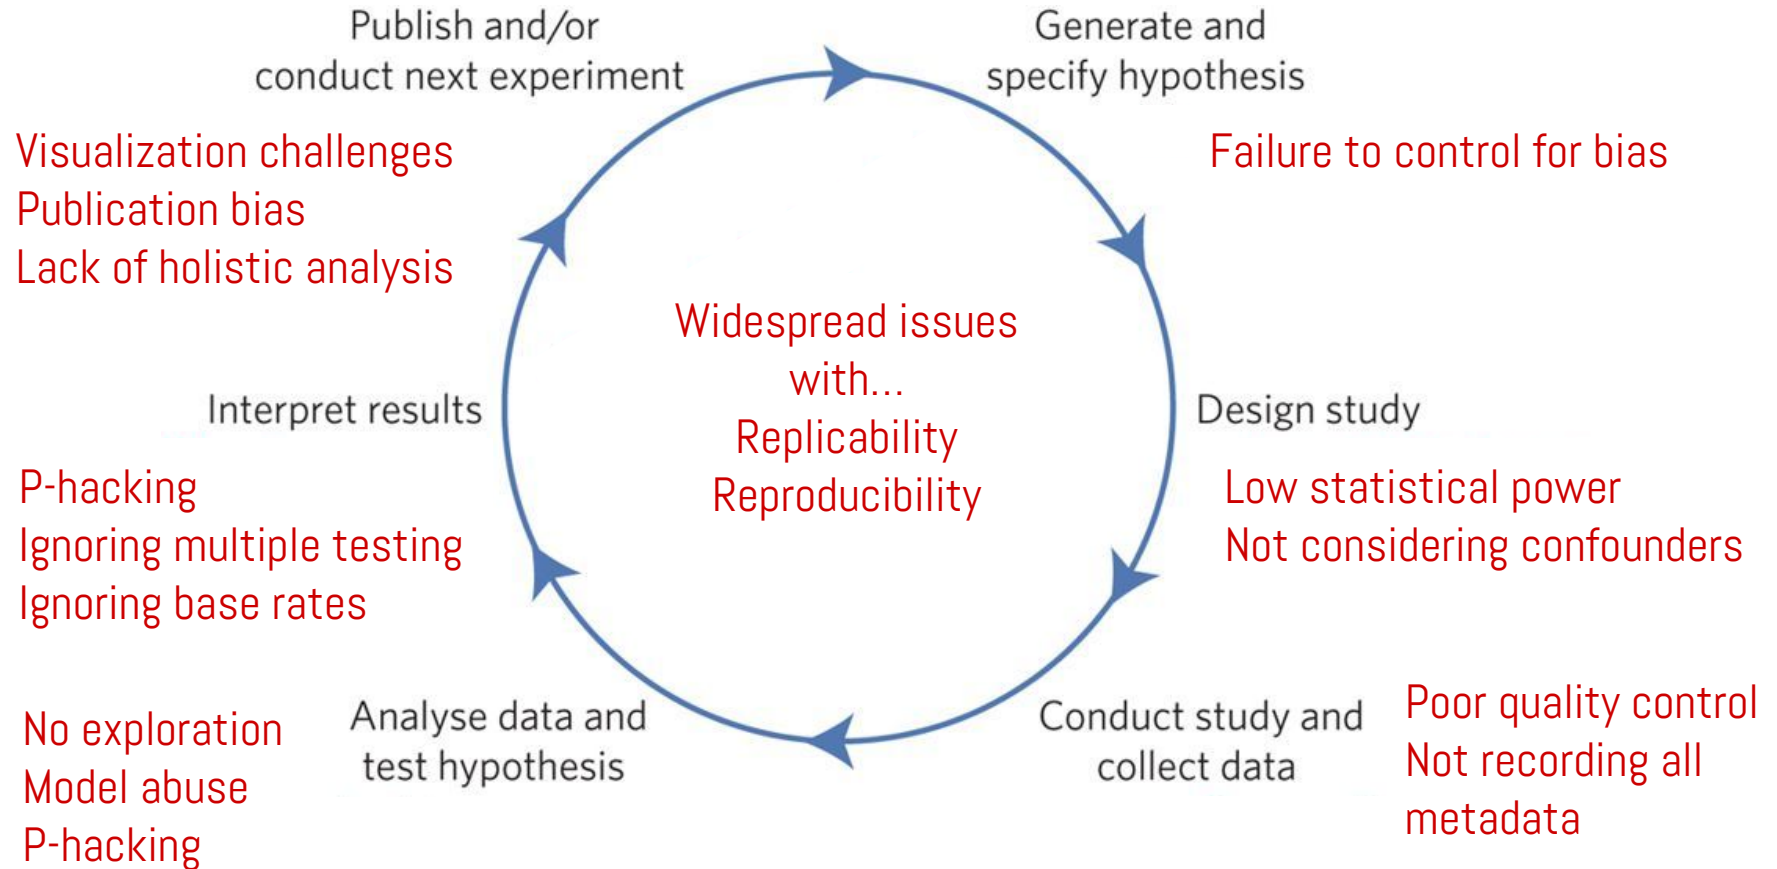 Publish and/or
conduct next experiment
Generate and
specify hypothesis
Visualization challenges
Publication bias
Lack of holistic analysis
Failure to control for bias
Widespread issues
with...
Replicability
Reproducibility
Interpret results
Design study
P-hacking
Ignoring multiple testing
Ignoring base rates
Low statistical power
Not considering confounders
No exploration
Model abuse
P-hacking
Analyse data and
test hypothesis
Conduct study and
collect data
Poor quality control
Not recording all
metadata